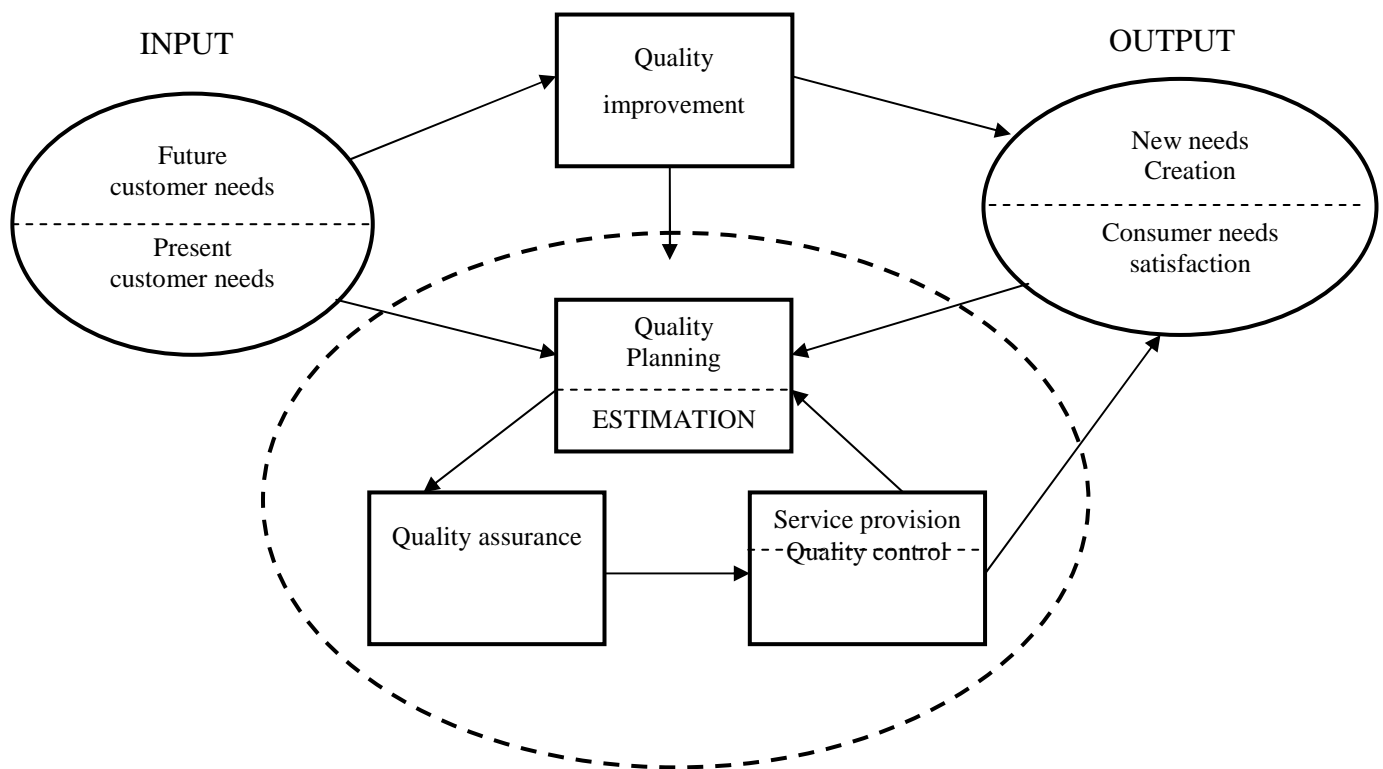 INPUT
OUTPUT
Quality
improvement
Future
customer needs
Present
customer needs
New needs
Creation
Consumer needs
satisfaction
Quality
Planning
ESTIMATION
Quality assurance
Service provision
Quality control